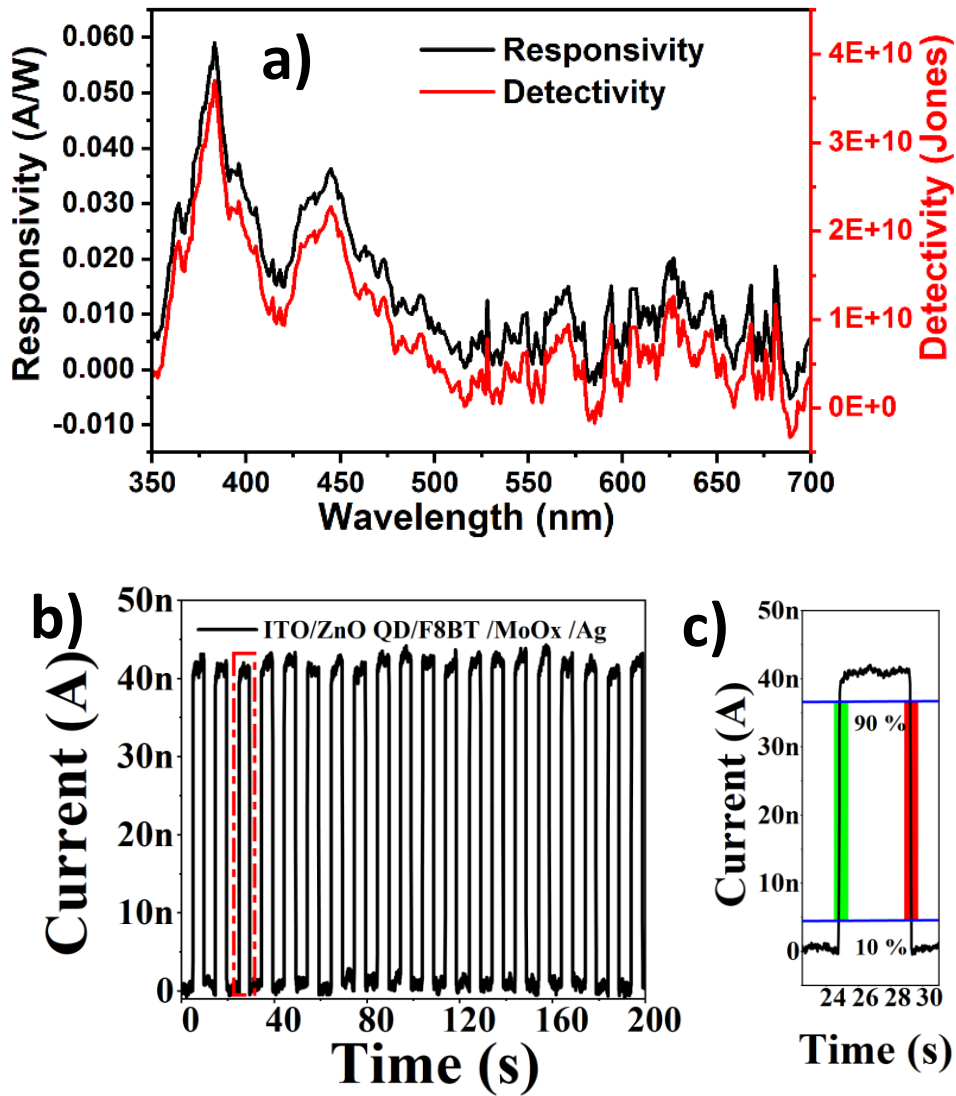 a)
Responsivity
Detectivity
0.060
0.050
0.040
0.030
0.020
0.010
0.000
-0.010
Responsivity (A/W)
4E+10
3E+10
2E+10
1E+10
0E+0
Detectivity (Jones)
350 400 450 500 550 600 650 700
Wavelength (nm)
b)
ITO/ZnO QD/F8BT /MoOx /Ag
50n
40n
30n
20n
10n
0
Current (A)
0 40 80 120 160 200
Time (s)
c)
50n
40n
30n
20n
10n
0
Current (A)
90 %
10 %
24 26 28 30
Time (s)